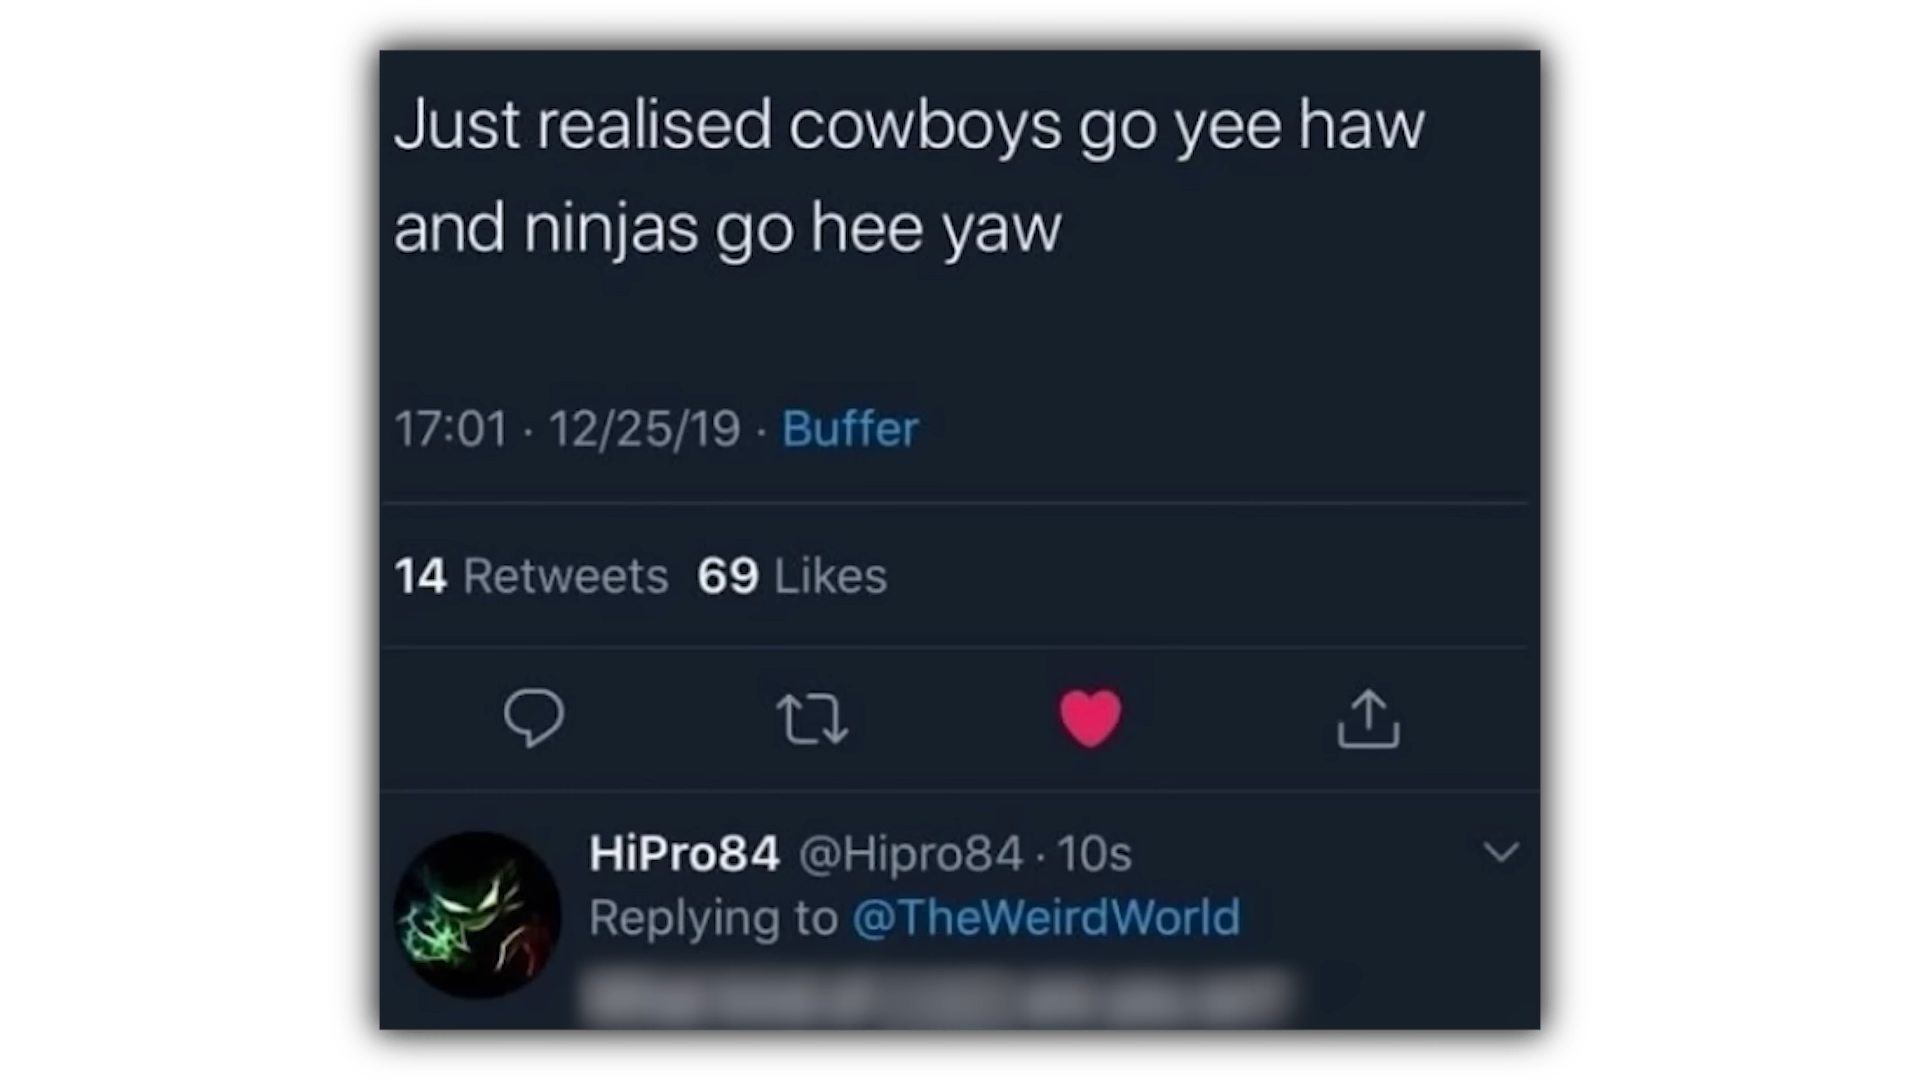 Just realised cowboys go yee haw
and ninjas go hee yaw
17:01 · 12/25/19 · Buffer
14 Retweets 69 Likes
HiPro84 @Hipro84 · 10s
Replying to @TheWeirdWorld